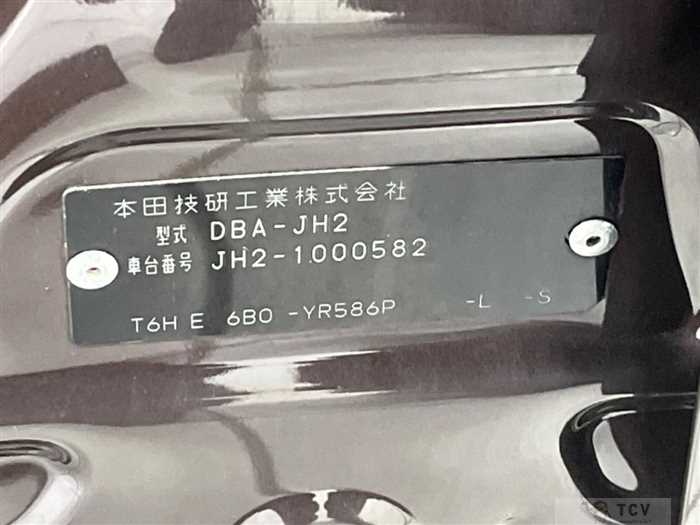 本田技研工業株式会社
型式 DBA-JH2
車台番号 JH2-1000582
T6H E 6B0 -YR586P -L -S
TCV